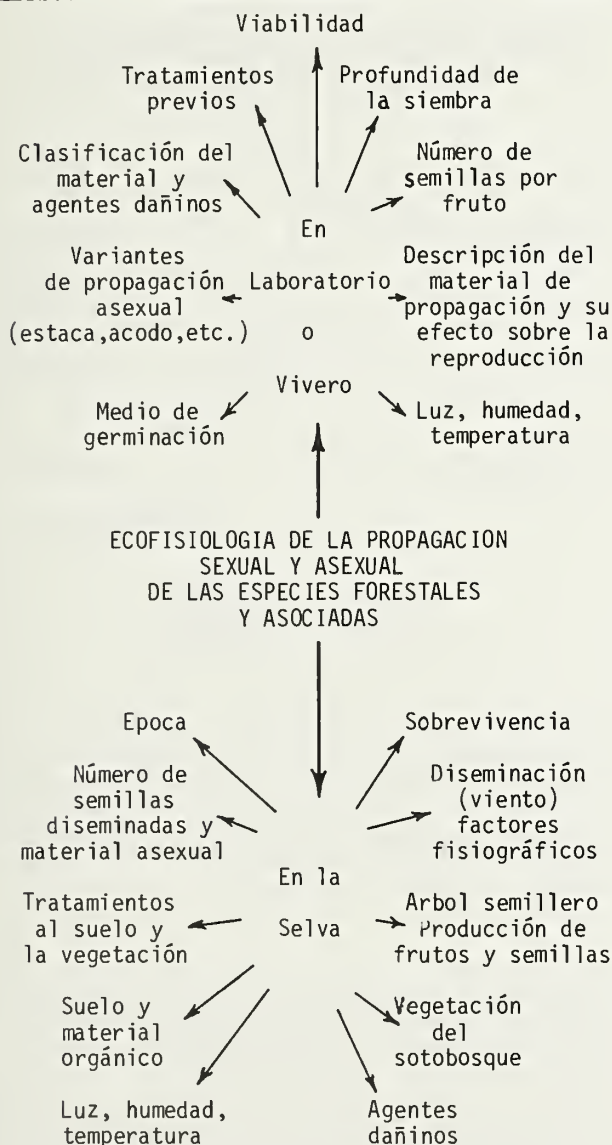 Viabilidad
Tratamientos
previos
Profundidad de
la siembra
Clasificación del
material y
agentes dañinos
Número de
semillas por
fruto
En
Laboratorio
o
Vivero
Variantes
de propagación
asexual
(estaca,acodo,etc.)
Descripción del
material de
propagación y su
efecto sobre la
reproducción
Medio de
germinación
Luz, humedad,
temperatura
ECOFISIOLOGIA DE LA PROPAGACION
SEXUAL Y ASEXUAL
DE LAS ESPECIES FORESTALES
Y ASOCIADAS
Epoca
Sobrevivencia
Número de
semillas
diseminadas y
material asexual
Diseminación
(viento)
factores
fisiográficos
En la
Selva
Tratamientos
al suelo y
la vegetación
Arbol semillero
Producción de
frutos y semillas
Suelo y
material
orgánico
Vegetación
del
sotobosque
Luz, humedad,
temperatura
Agentes
dañinos